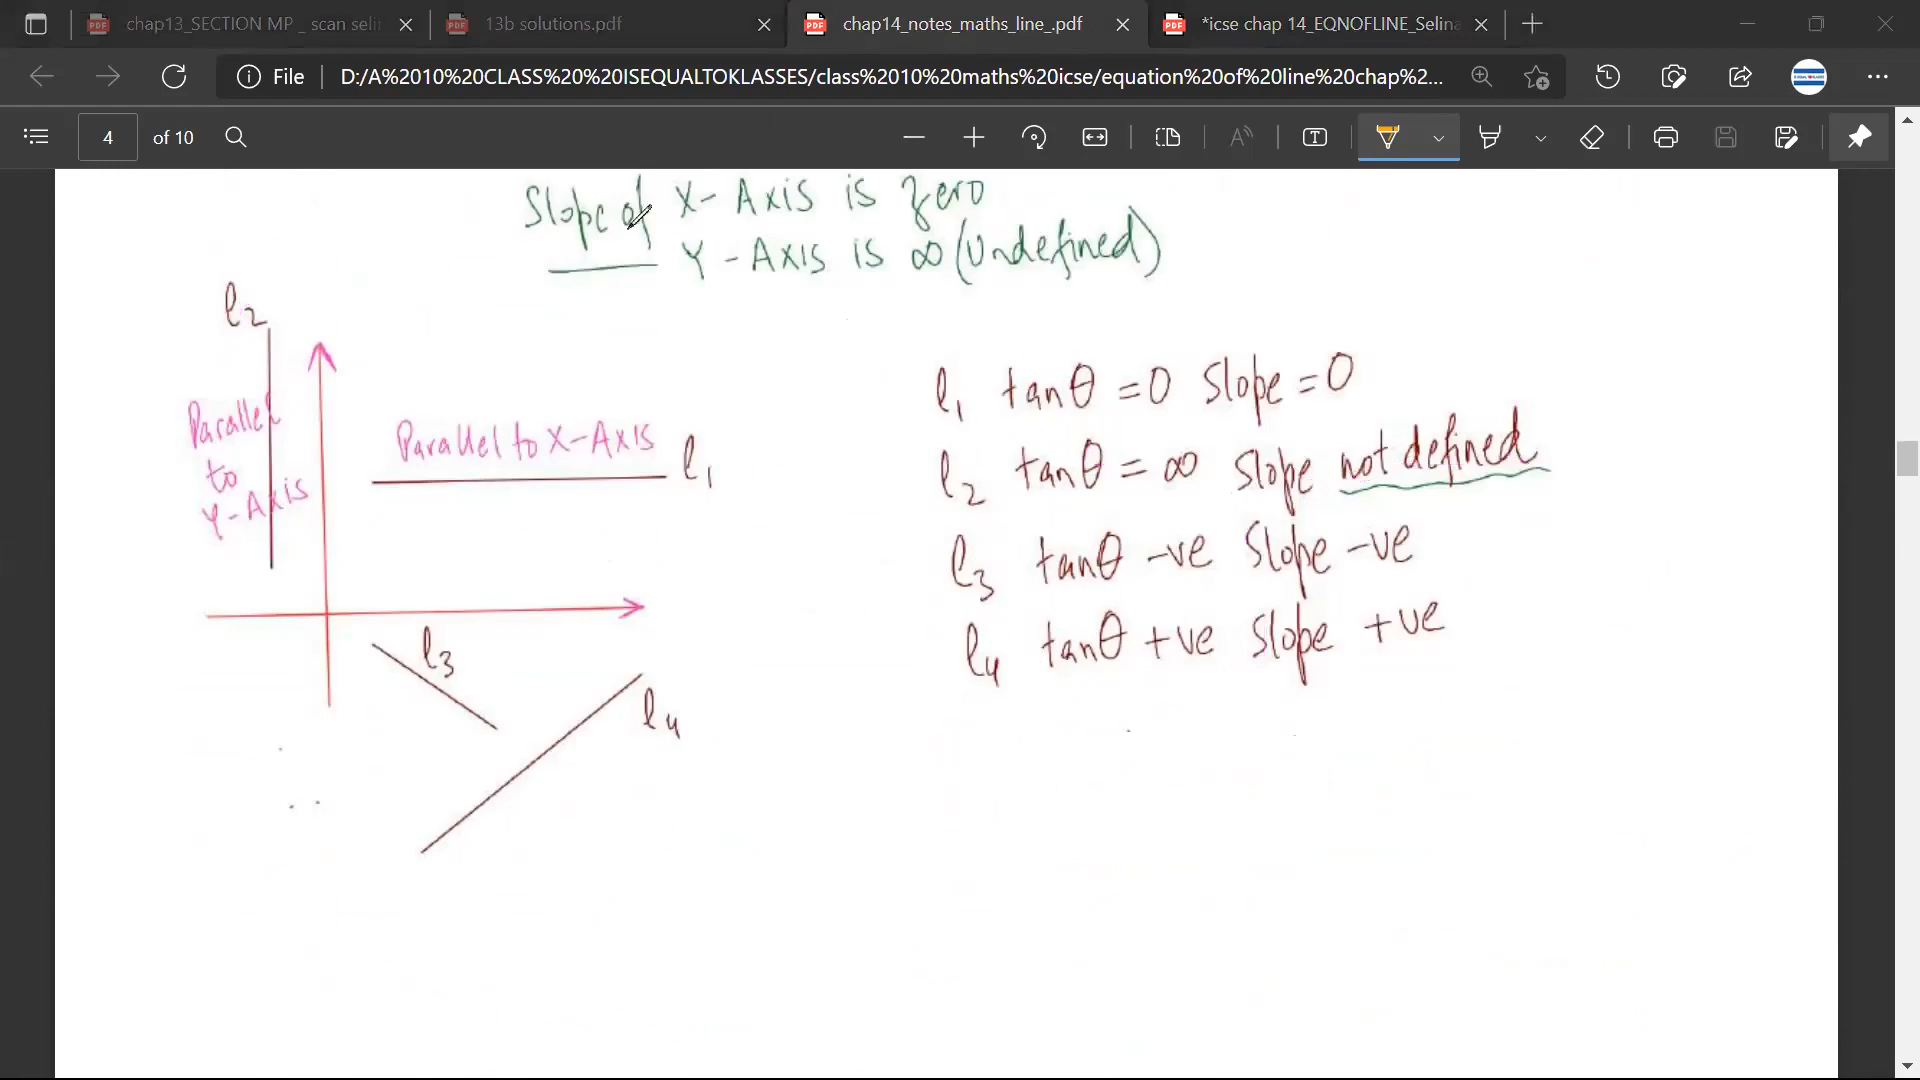 chap13_SECTION MP _ scan seli
13b solutions.pdf
chap14_notes_maths_line_.pdf
*icse chap 14_EQNOFLINE_Selina
File
D:/A%2010%20CLASS%20%20ISEQUALTOKLASSES/class%2010%20maths%20icse/equation%20of%20line%20chap%2...
4 of 10
Slope of X-Axis is zero
Y-Axis is ∞ (Undefined)
l2
Parallel
to
Y-Axis
Parallel to X-Axis
l1
l3
l4
l1 tanθ = 0 Slope = 0
l2 tanθ = ∞ Slope not defined
l3 tanθ -ve Slope -ve
l4 tanθ +ve Slope +ve